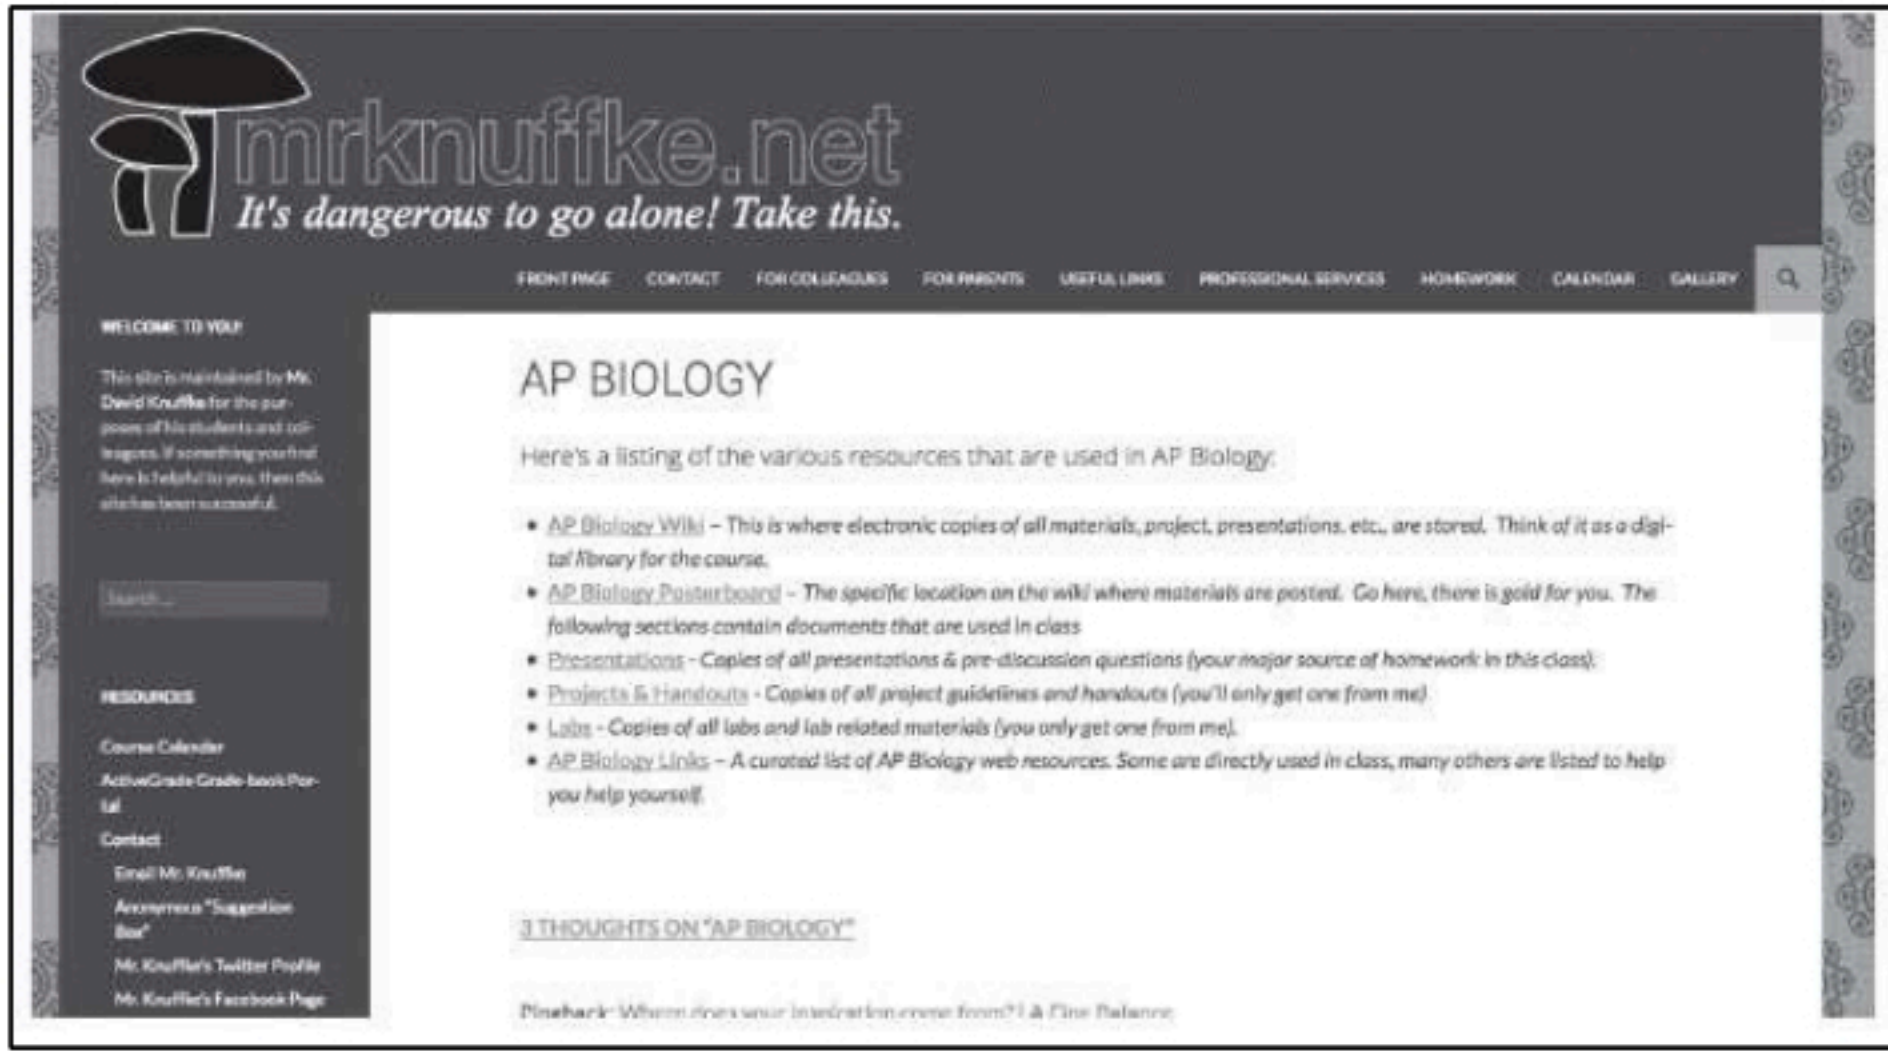 mrknuffke.net
It's dangerous to go alone! Take this.
FRONT PAGE CONTACT FOR COLLEAGUES FOR PARENTS USEFUL LINKS PROFESSIONAL SERVICES HOMEWORK CALENDAR GALLERY
WELCOME TO YOU!
This site is maintained by Mr.
David Knuffke for the pur-
poses of his students and col-
leagues. If something you find
here is helpful to you, then this
site has been successful.
Search ...
RESOURCES
Course Calendar
ActiveGrade Grade-book Por-
tal
Contact
Email Mr. Knuffke
Anonymous "Suggestion
Box"
Mr. Knuffke's Twitter Profile
Mr. Knuffke's Facebook Page
AP BIOLOGY
Here's a listing of the various resources that are used in AP Biology:
• AP Biology Wiki – This is where electronic copies of all materials, project, presentations, etc., are stored. Think of it as a digi-
tal library for the course.
• AP Biology Posterboard – The specific location on the wiki where materials are posted. Go here, there is gold for you. The
following sections contain documents that are used in class
• Presentations - Copies of all presentations & pre-discussion questions (your major source of homework in this class).
• Projects & Handouts - Copies of all project guidelines and handouts (you'll only get one from me)
• Labs - Copies of all labs and lab related materials (you only get one from me).
• AP Biology Links – A curated list of AP Biology web resources. Some are directly used in class, many others are listed to help
you help yourself.
3 THOUGHTS ON "AP BIOLOGY"
Pingback: Where does your inspiration come from? | A Fine Balance